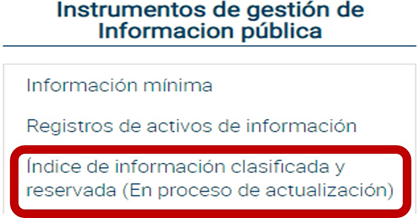 Instrumentos de gestión de
Informacion pública
Información mínima
Registros de activos de información
Índice de información clasificada y
reservada (En proceso de actualización)